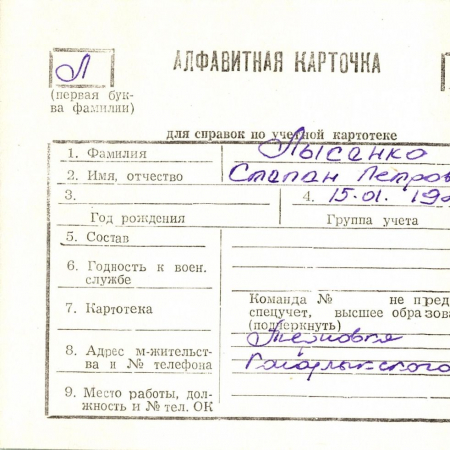 Л
АЛФАВИТНАЯ КАРТОЧКА
(первая бук-
ва фамилии)
для справок по учетной картотеке
1. Фамилия Лысенко
2. Имя, отчество Степан Петров
3. 4. 15.01.19
Год рождения Группа учета
5. Состав
6. Годность к воен.
службе
7. Картотека
Команда № не пред
спецучет, высшее образова
(подчеркнуть)
8. Адрес м-жительст-
ва и № телефона
9. Место работы, дол-
жность и № тел. ОК